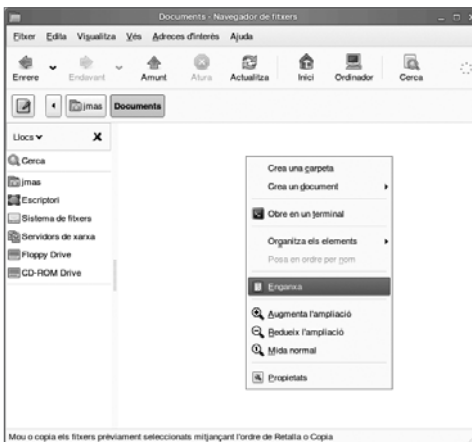 Documents - Navegador de fitxers
Fitxer Edita Visualitza Vés Adreces d'interès Ajuda
Enrere Endavant Amunt Atura Actualitza Inici Ordinador Cerca
jmas Documents
Llocs
Cerca
jmas
Escriptori
Sistema de fitxers
Servidors de xarxa
Floppy Drive
CD-ROM Drive
Crea una carpeta
Crea un document
Obre en un terminal
Organitza els elements
Posa en ordre per nom
Enganxa
Augmenta l'ampliació
Redueix l'ampliació
Mida normal
Propietats
Mou o copia els fitxers prèviament seleccionats mitjançant l'ordre de Retalla o Copia